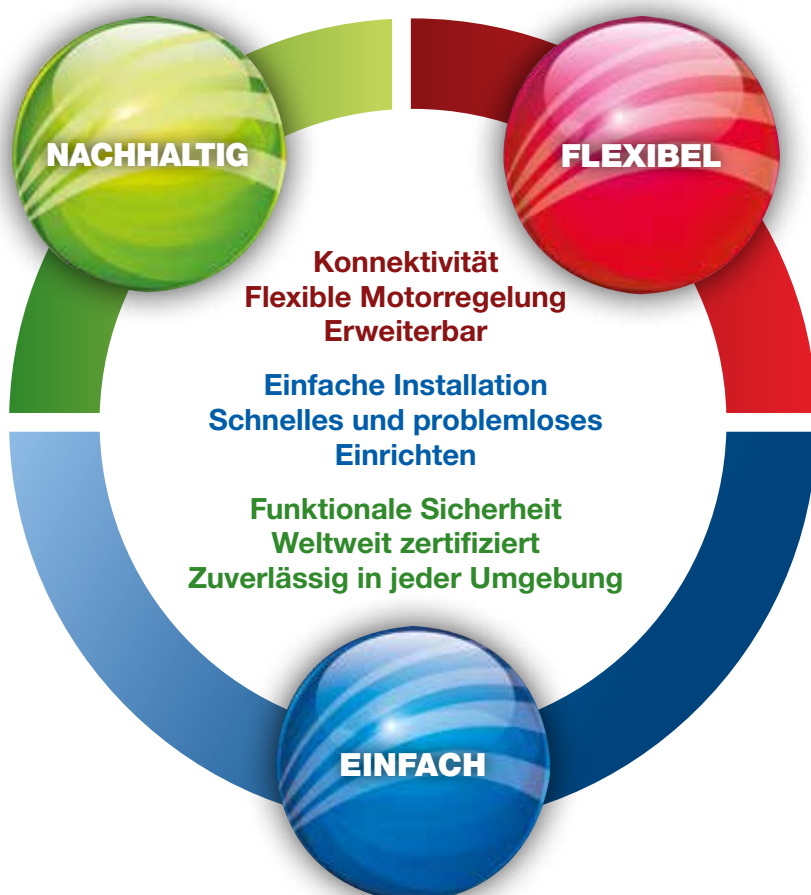 NACHHALTIG
FLEXIBEL
Konnektivität
Flexible Motorregelung
Erweiterbar
Einfache Installation
Schnelles und problemloses
Einrichten
Funktionale Sicherheit
Weltweit zertifiziert
Zuverlässig in jeder Umgebung
EINFACH